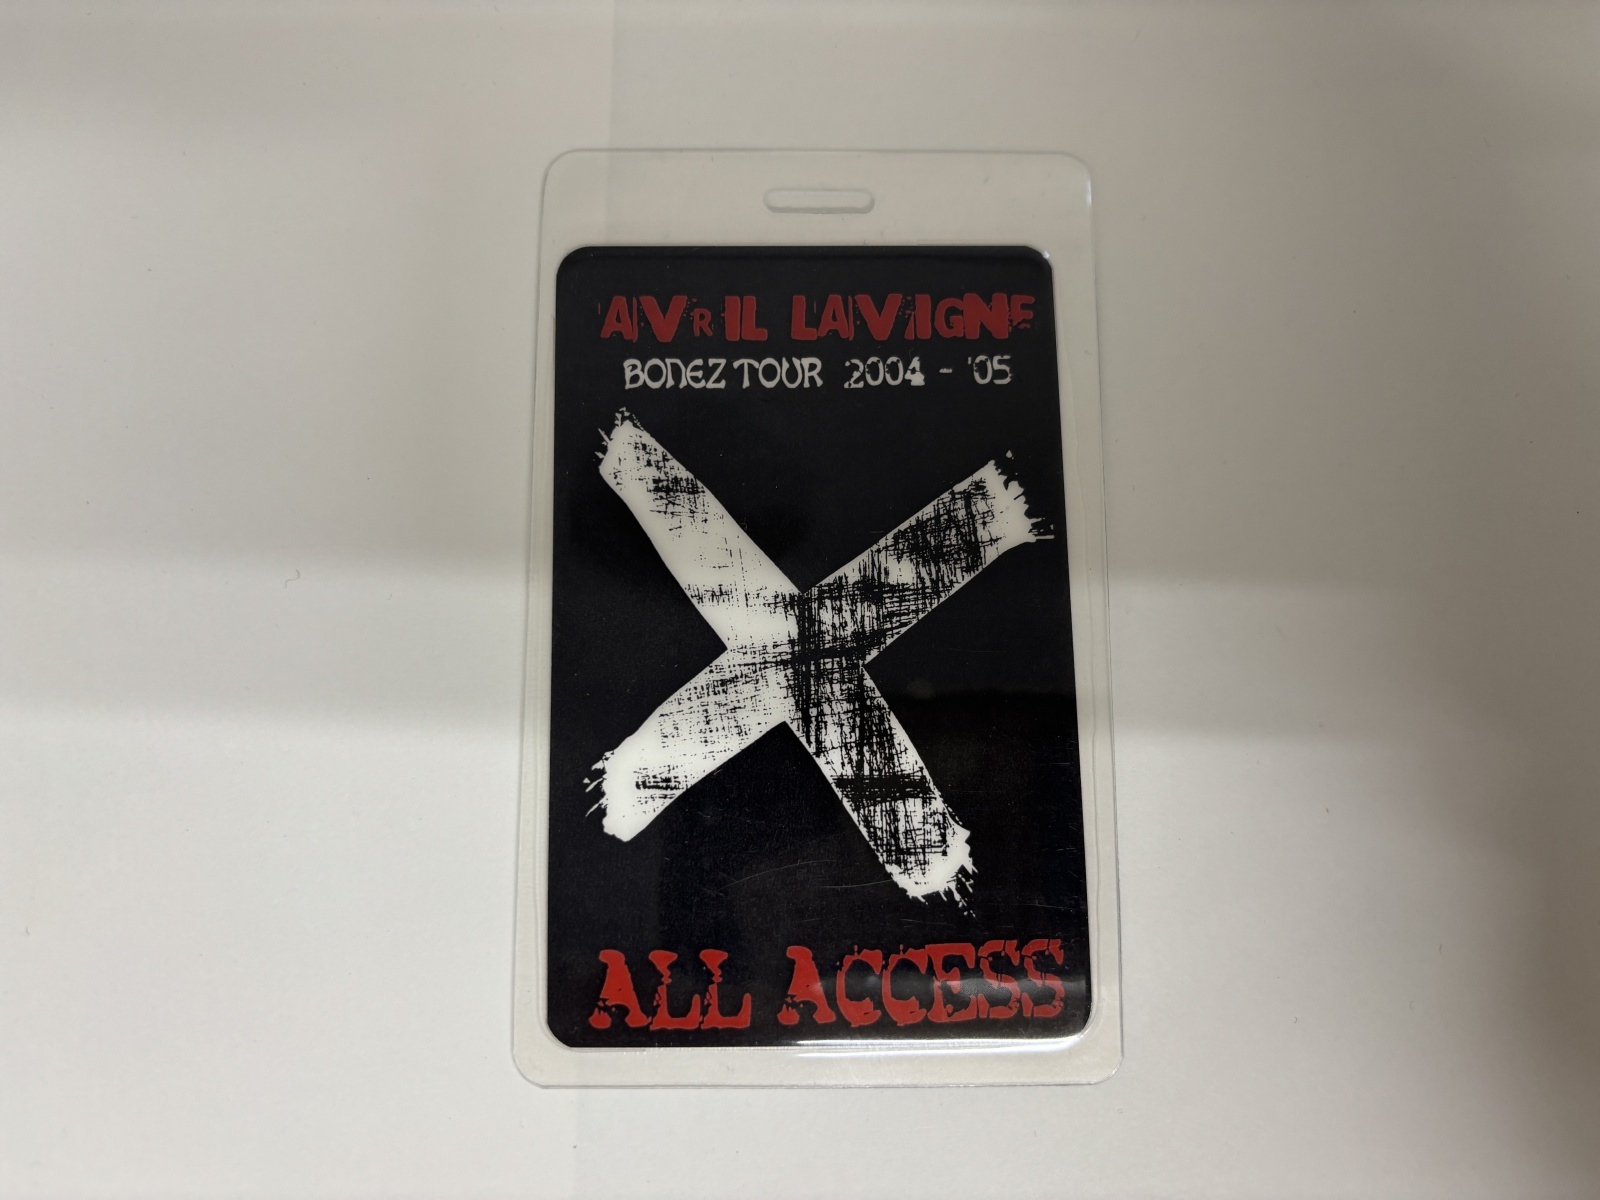 AVrIL LAVIGNE
BONEZ TOUR 2004 - '05
ALL ACCESS